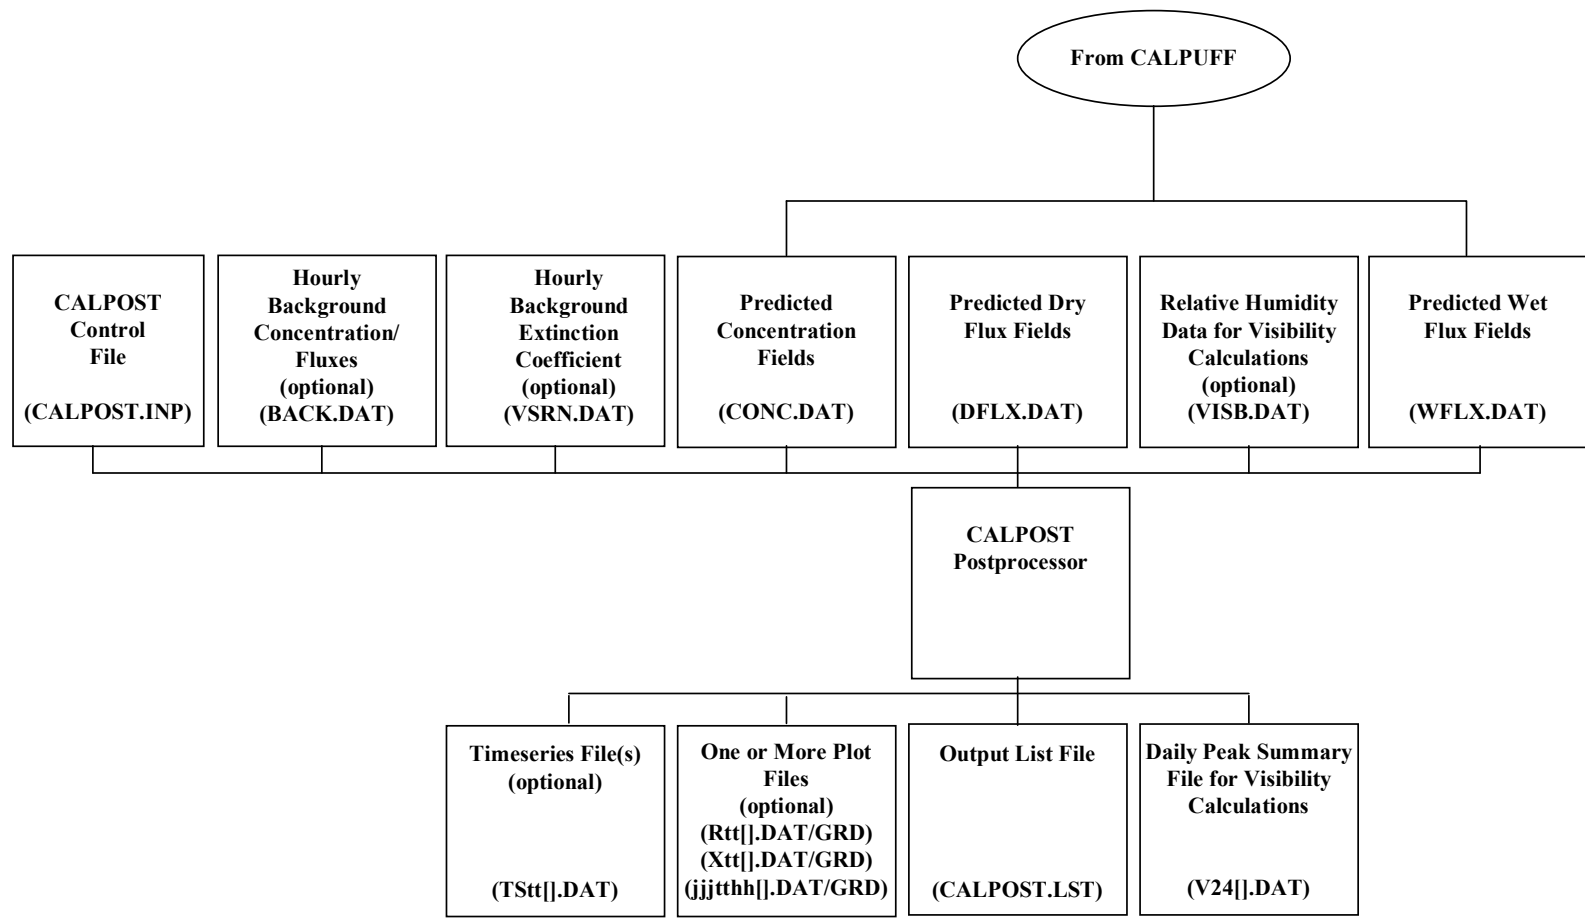 From CALPUFF
CALPOST
Control
File
(CALPOST.INP)
Hourly
Background
Concentration/
Fluxes
(optional)
(BACK.DAT)
Hourly
Background
Extinction
Coefficient
(optional)
(VSRN.DAT)
Predicted
Concentration
Fields
(CONC.DAT)
Predicted Dry
Flux Fields
(DFLX.DAT)
Relative Humidity
Data for Visibility
Calculations
(optional)
(VISB.DAT)
Predicted Wet
Flux Fields
(WFLX.DAT)
CALPOST
Postprocessor
Timeseries File(s)
(optional)
(TStt[].DAT)
One or More Plot
Files
(optional)
(Rtt[].DAT/GRD)
(Xtt[].DAT/GRD)
(jjjtthh[].DAT/GRD)
Output List File
(CALPOST.LST)
Daily Peak Summary
File for Visibility
Calculations
(V24[].DAT)